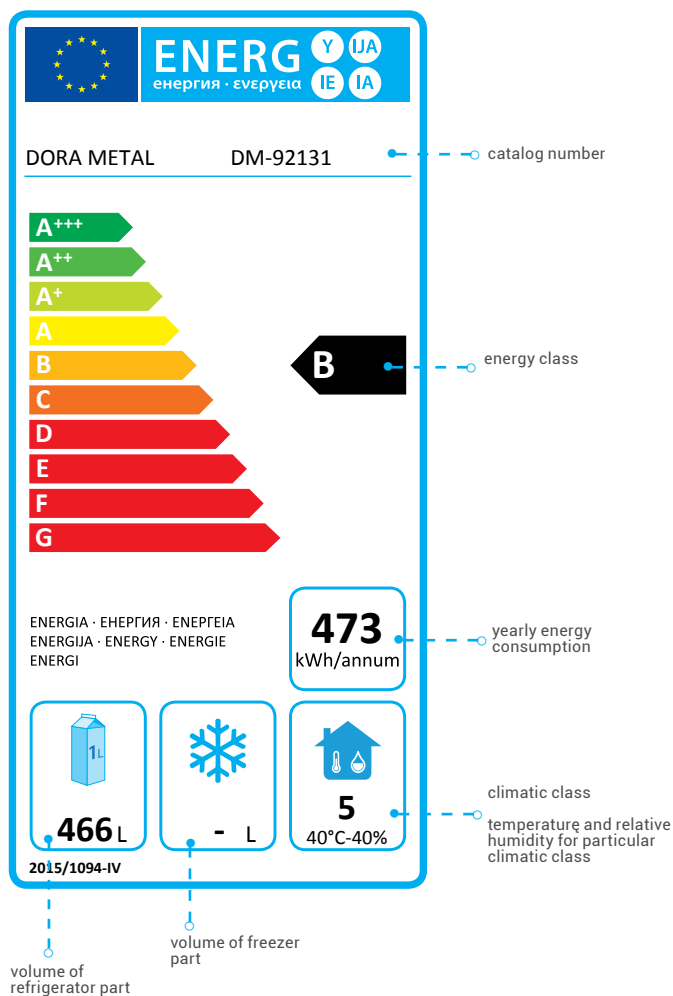 ENERG Y IJA
енергия · ενεργεια IE IA
DORA METAL DM-92131
catalog number
A+++
A++
A+
A
B
B
energy class
C
D
E
F
G
ENERGIA · ЕНЕРГИЯ · ΕΝΕΡΓΕΙΑ
ENERGIJA · ENERGY · ENERGIE
ENERGI
473
kWh/annum
yearly energy
consumption
1L
466 L
- L
5
40°C-40%
climatic class
temperaturę and relative
humidity for particular
climatic class
2015/1094-IV
volume of freezer
part
volume of
refrigerator part